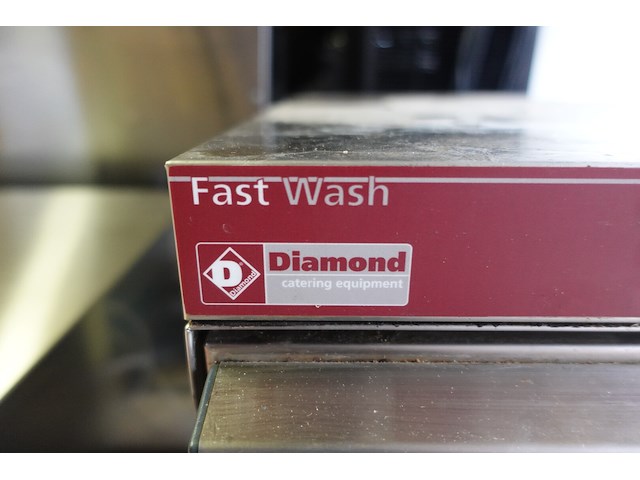 Fast Wash
D®
Diamond
Diamond
catering equipment